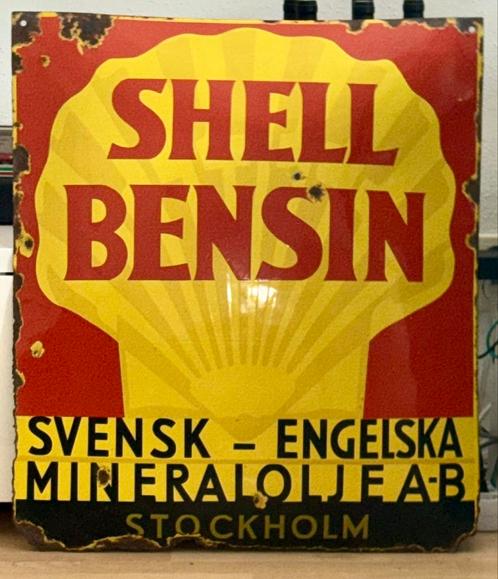 SHELL
BENSIN
SVENSK – ENGELSKA
MINERALOLJE A-B
STOCKHOLM